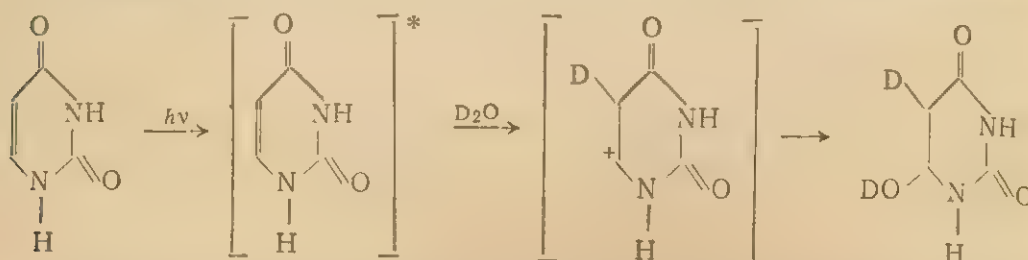 O O * O O
D D
NH hν NH D₂O NH NH
+
N O N O N O DO N O
H H H H